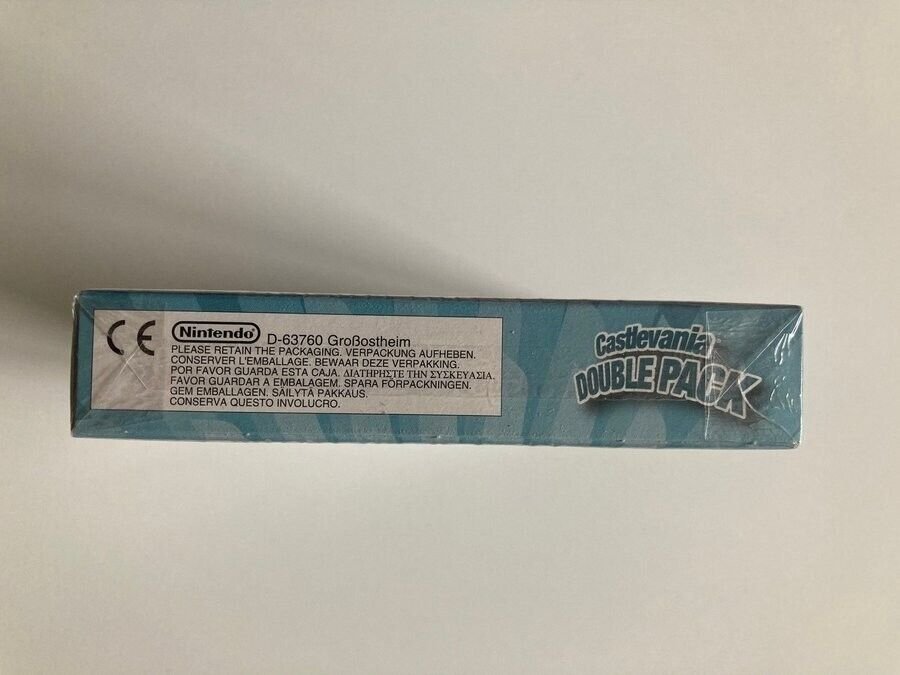 CE Nintendo D-63760 Großostheim
PLEASE RETAIN THE PACKAGING. VERPACKUNG AUFHEBEN.
CONSERVER L'EMBALLAGE. BEWAAR DEZE VERPAKKING.
POR FAVOR GUARDA ESTA CAJA. ΔΙΑΤΗΡΗΣΤΕ ΤΗΝ ΣΥΣΚΕΥΑΣΙΑ.
FAVOR GUARDAR A EMBALAGEM. SPARA FÖRPACKNINGEN.
GEM EMBALLAGEN. SÄILYTÄ PAKKAUS.
CONSERVA QUESTO INVOLUCRO.
Castlevania
DOUBLE PACK